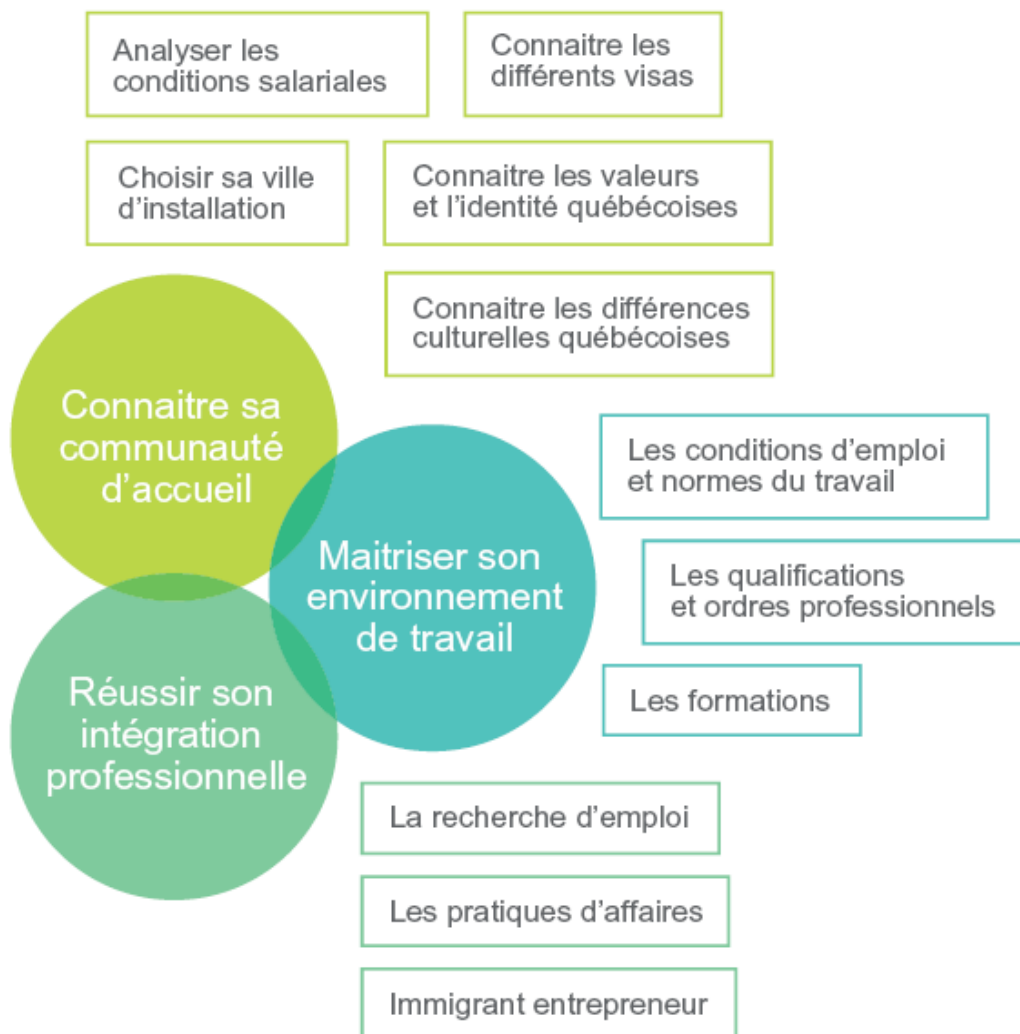 Analyser les
conditions salariales
Connaitre les
différents visas
Choisir sa ville
d'installation
Connaitre les valeurs
et l'identité québécoises
Connaitre les différences
culturelles québécoises
Connaitre sa
communauté
d'accueil
Les conditions d'emploi
et normes du travail
Maitriser son
environnement
de travail
Les qualifications
et ordres professionnels
Les formations
Réussir son
intégration
professionnelle
La recherche d'emploi
Les pratiques d'affaires
Immigrant entrepreneur